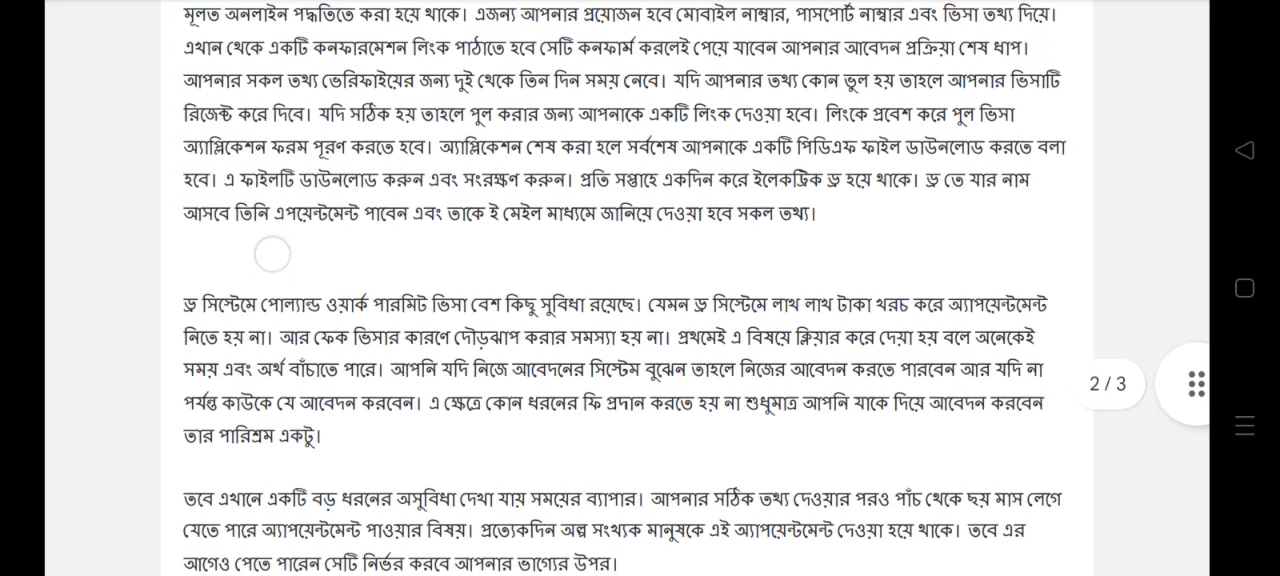 মূলত অনলাইন পদ্ধতিতে করা হয়ে থাকে। এজন্য আপনার প্রয়োজন হবে মোবাইল নাম্বার, পাসপোর্ট নাম্বার এবং ভিসা তথ্য দিয়ে।
এখান থেকে একটি কনফারমেশন লিংক পাঠাতে হবে সেটি কনফার্ম করলেই পেয়ে যাবেন আপনার আবেদন প্রক্রিয়া শেষ ধাপ।
আপনার সকল তথ্য ভেরিফাইয়ের জন্য দুই থেকে তিন দিন সময় নেবে। যদি আপনার তথ্য কোন ভুল হয় তাহলে আপনার ভিসাটি
রিজেক্ট করে দিবে। যদি সঠিক হয় তাহলে পুল করার জন্য আপনাকে একটি লিংক দেওয়া হবে। লিংকে প্রবেশ করে পুল ভিসা
অ্যাপ্লিকেশন ফরম পূরণ করতে হবে। অ্যাপ্লিকেশন শেষ করা হলে সর্বশেষ আপনাকে একটি পিডিএফ ফাইল ডাউনলোড করতে বলা
হবে। এ ফাইলটি ডাউনলোড করুন এবং সংরক্ষণ করুন। প্রতি সপ্তাহে একদিন করে ইলেকট্রিক ড্র হয়ে থাকে। ড্র তে যার নাম
আসবে তিনি এপয়েন্টমেন্ট পাবেন এবং তাকে ই মেইল মাধ্যমে জানিয়ে দেওয়া হবে সকল তথ্য।
ড্র সিস্টেমে পোল্যান্ড ওয়ার্ক পারমিট ভিসা বেশ কিছু সুবিধা রয়েছে। যেমন ড্র সিস্টেমে লাখ লাখ টাকা খরচ করে অ্যাপয়েন্টমেন্ট
নিতে হয় না। আর ফেক ভিসার কারণে দৌড়ঝাপ করার সমস্যা হয় না। প্রথমেই এ বিষয়ে ক্লিয়ার করে দেয়া হয় বলে অনেকেই
সময় এবং অর্থ বাঁচাতে পারে। আপনি যদি নিজে আবেদনের সিস্টেম বুঝেন তাহলে নিজের আবেদন করতে পারবেন আর যদি না
পর্যন্ত কাউকে যে আবেদন করবেন। এ ক্ষেত্রে কোন ধরনের ফি প্রদান করতে হয় না শুধুমাত্র আপনি যাকে দিয়ে আবেদন করবেন
তার পারিশ্রম একটু।
2 / 3
তবে এখানে একটি বড় ধরনের অসুবিধা দেখা যায় সময়ের ব্যাপার। আপনার সঠিক তথ্য দেওয়ার পরও পাঁচ থেকে ছয় মাস লেগে
যেতে পারে অ্যাপয়েন্টমেন্ট পাওয়ার বিষয়। প্রত্যেকদিন অল্প সংখ্যক মানুষকে এই অ্যাপয়েন্টমেন্ট দেওয়া হয়ে থাকে। তবে এর
আগেও পেতে পারেন সেটি নির্ভর করবে আপনার ভাগ্যের উপর।